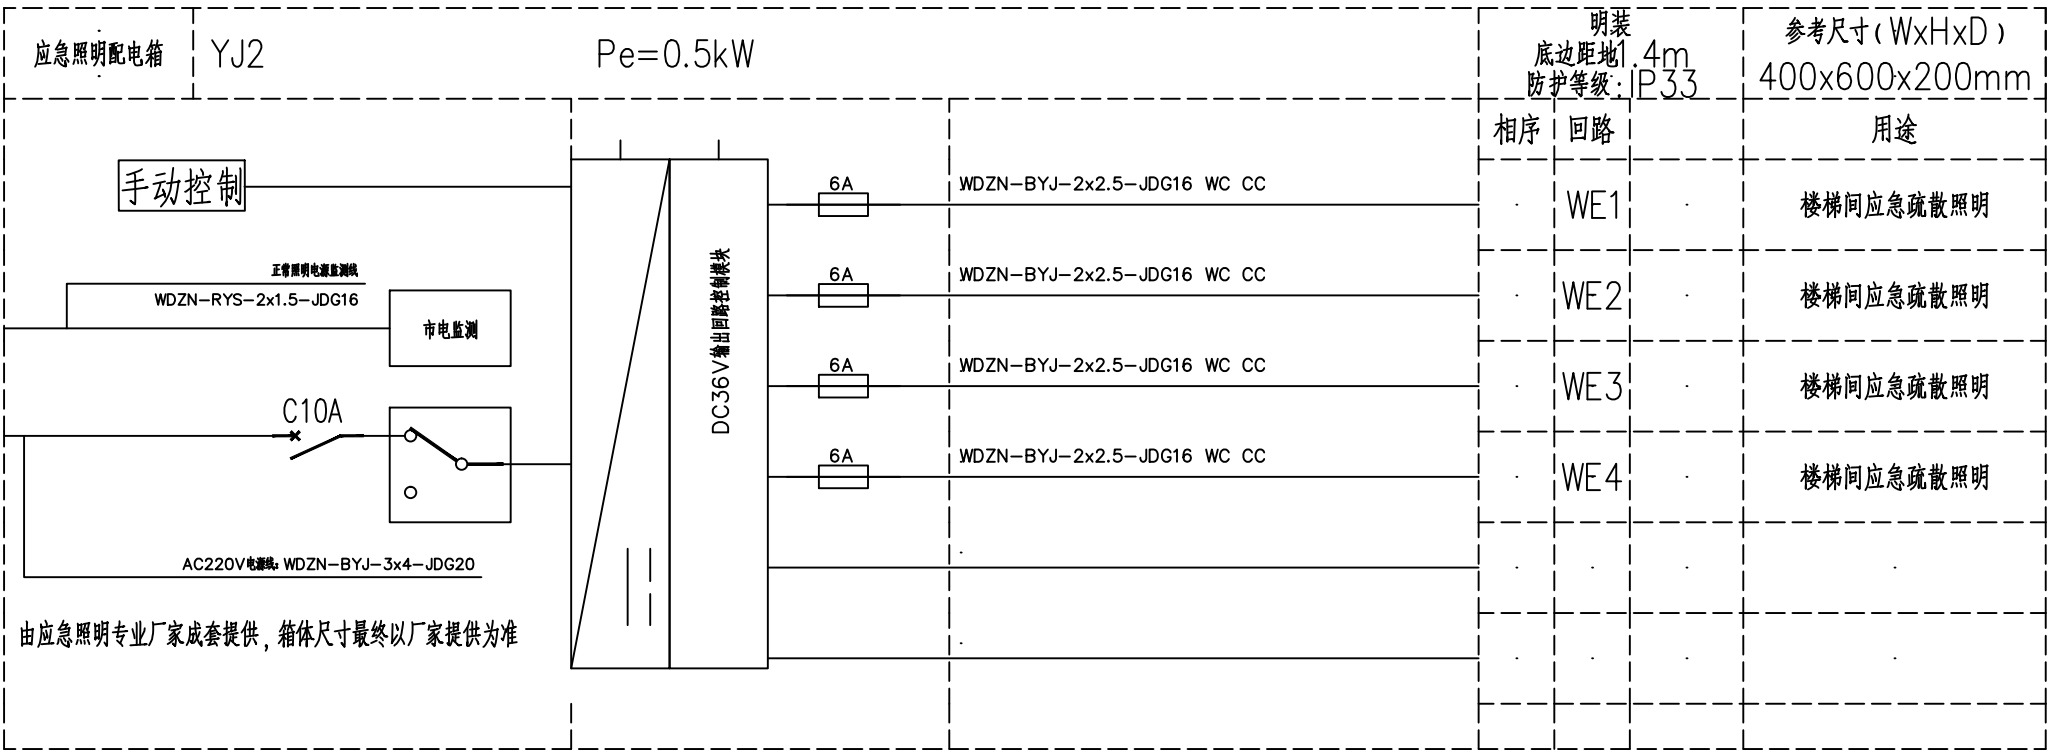 应急照明配电箱
YJ2
Pe=0.5kW
明装
底边距地1.4m
防护等级:IP33
参考尺寸(WxHxD)
400x600x200mm
相序
回路
用途
手动控制
6A
WDZN-BYJ-2x2.5-JDG16 WC CC
WE1
楼梯间应急疏散照明
正常照明电源监测线
WDZN-RYS-2x1.5-JDG16
市电监测
DC36V输出回路控制模块
6A
WDZN-BYJ-2x2.5-JDG16 WC CC
WE2
楼梯间应急疏散照明
6A
WDZN-BYJ-2x2.5-JDG16 WC CC
WE3
楼梯间应急疏散照明
C10A
6A
WDZN-BYJ-2x2.5-JDG16 WC CC
WE4
楼梯间应急疏散照明
AC220V电源线: WDZN-BYJ-3x4-JDG20
由应急照明专业厂家成套提供,箱体尺寸最终以厂家提供为准